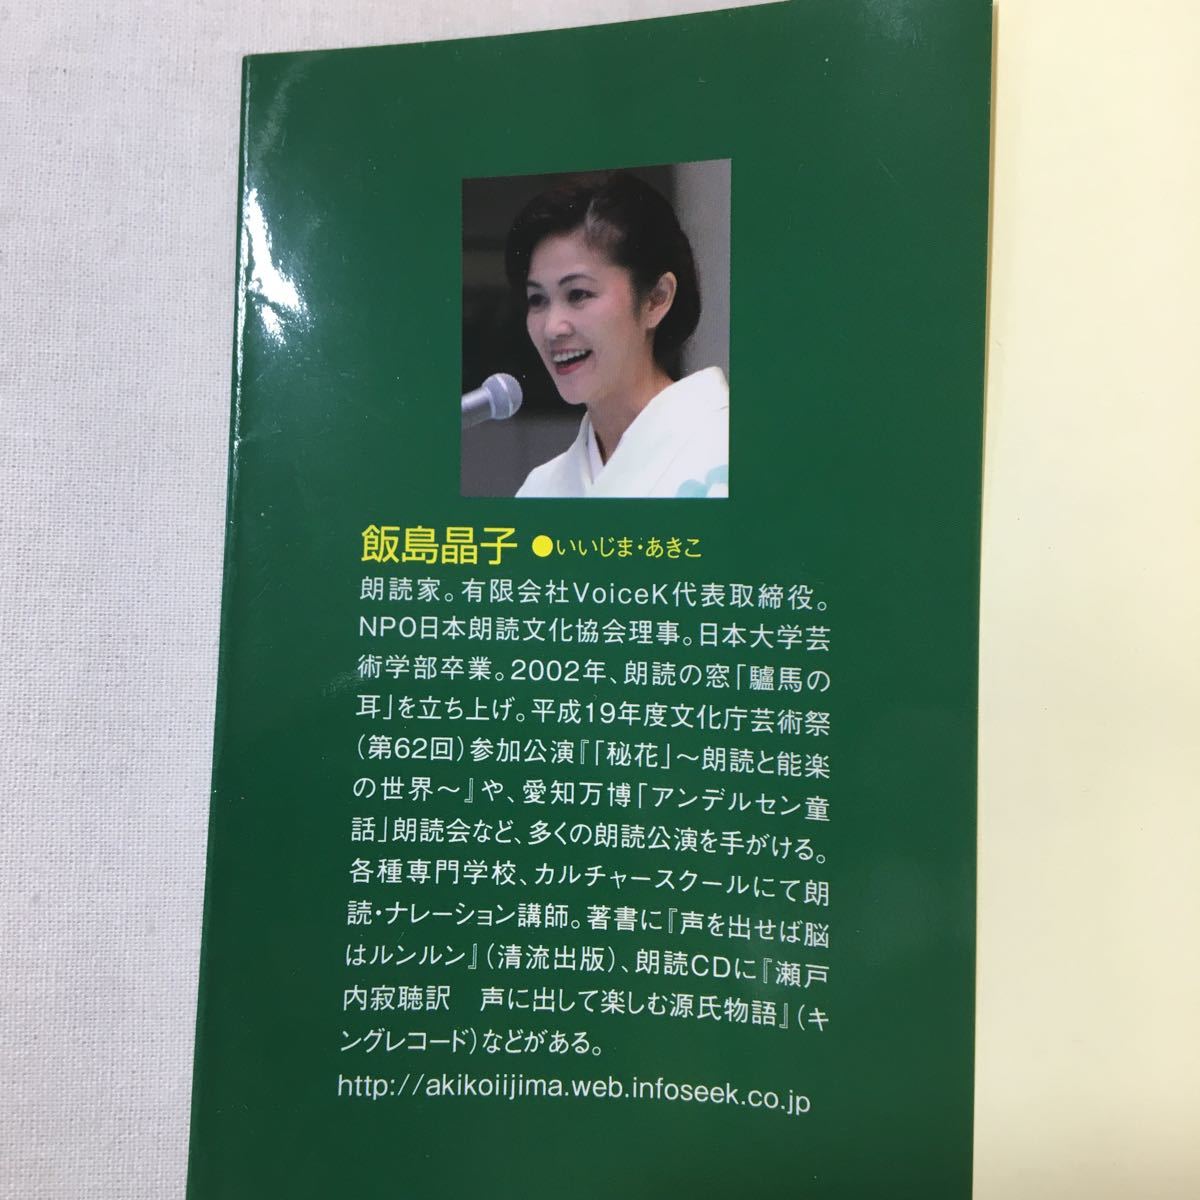 飯島晶子 ●いいじま・あきこ
朗読家。有限会社VoiceK代表取締役。
NPO日本朗読文化協会理事。日本大学芸
術学部卒業。2002年、朗読の窓「驢馬の
耳」を立ち上げ。平成19年度文化庁芸術祭
(第62回)参加公演『「秘花」～朗読と能楽
の世界～』や、愛知万博「アンデルセン童
話」朗読会など、多くの朗読公演を手がける。
各種専門学校、カルチャースクールにて朗
読・ナレーション講師。著書に『声を出せば脳
はルンルン』(清流出版)、朗読CDに『瀬戸
内寂聴訳　声に出して楽しむ源氏物語』(キ
ングレコード)などがある。
http://akikoiijima.web.infoseek.co.jp